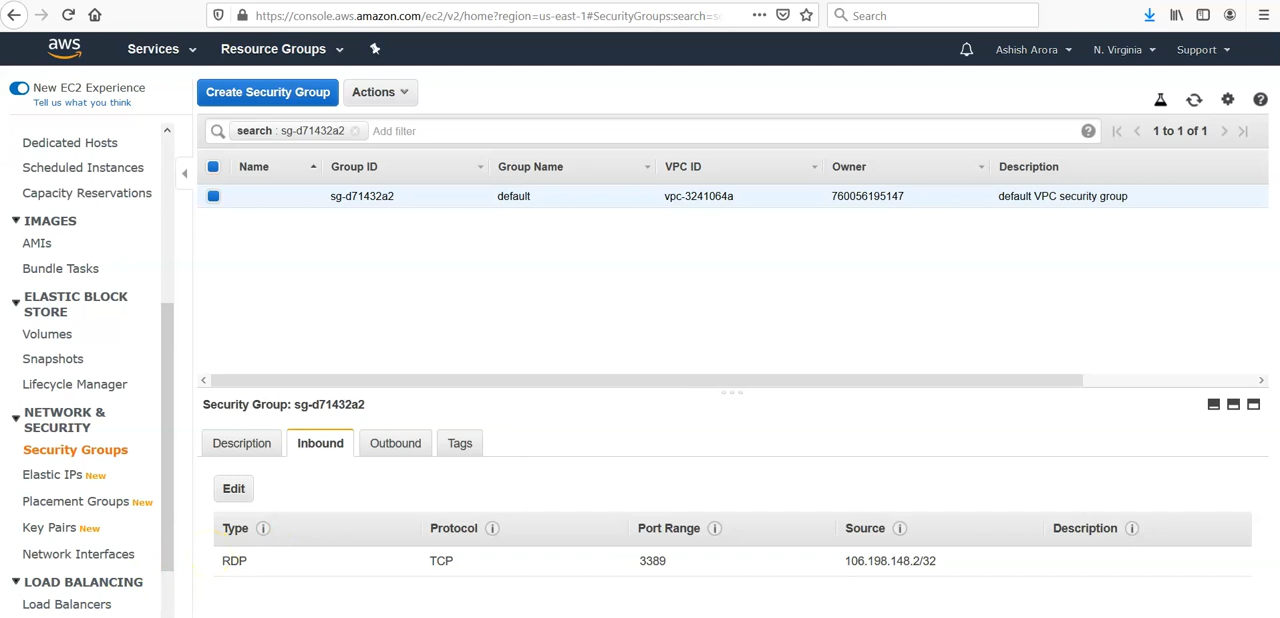 https://console.aws.amazon.com/ec2/v2/home?region=us-east-1#SecurityGroups:search=s
Search
aws
Services
Resource Groups
Ashish Arora
N. Virginia
Support
New EC2 Experience
Tell us what you think
Dedicated Hosts
Scheduled Instances
Capacity Reservations
IMAGES
AMIs
Bundle Tasks
ELASTIC BLOCK
STORE
Volumes
Snapshots
Lifecycle Manager
NETWORK &
SECURITY
Security Groups
Elastic IPs New
Placement Groups New
Key Pairs New
Network Interfaces
LOAD BALANCING
Load Balancers
Create Security Group
Actions
search : sg-d71432a2
Add filter
1 to 1 of 1
Name Group ID Group Name VPC ID Owner Description
sg-d71432a2 default vpc-3241064a 760056195147 default VPC security group
Security Group: sg-d71432a2
Description Inbound Outbound Tags
Edit
Type Protocol Port Range Source Description
RDP TCP 3389 106.198.148.2/32